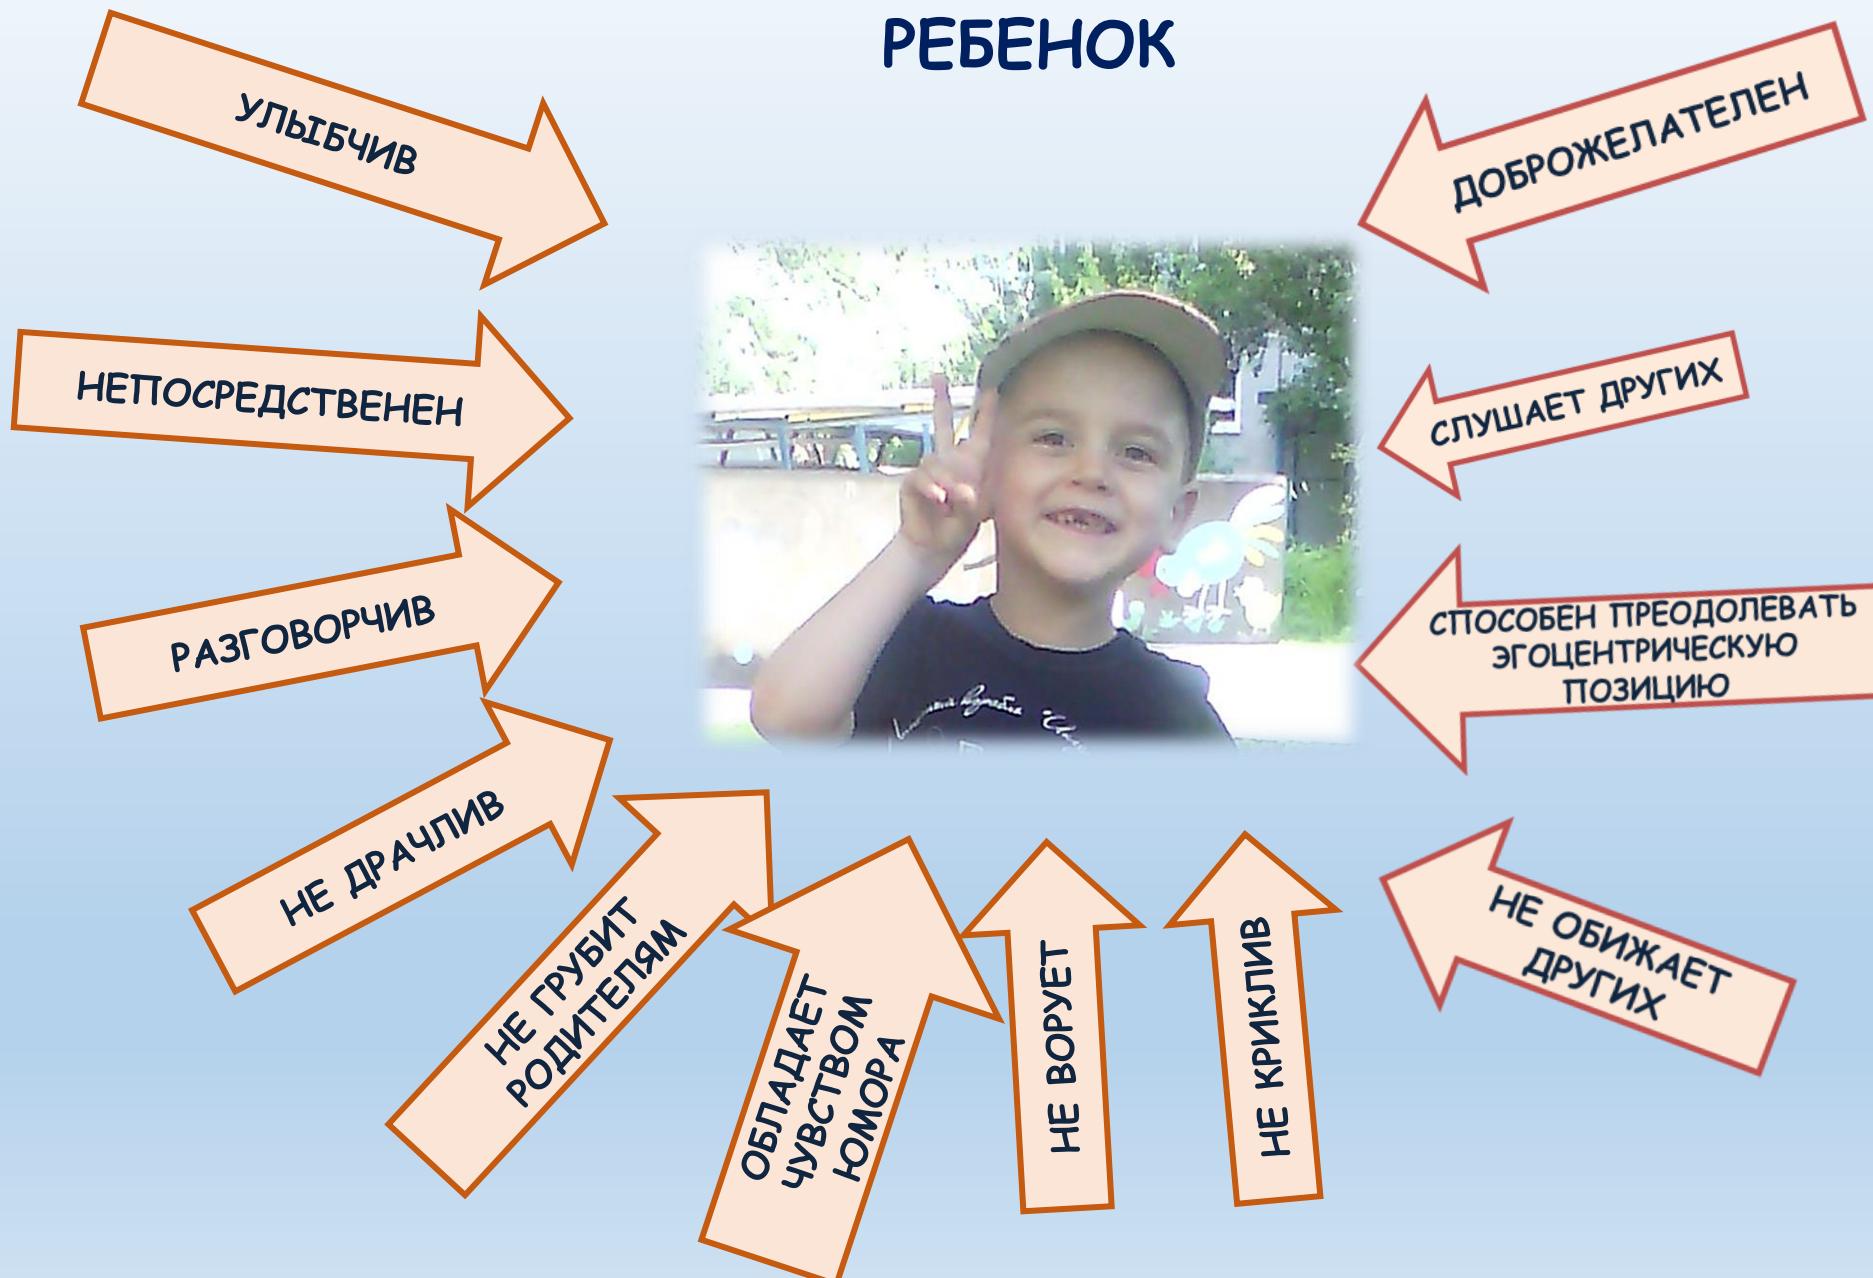 РЕБЕНОК
УЛЫБЧИВ
НЕПОСРЕДСТВЕНЕН
РАЗГОВОРЧИВ
НЕ ДРАЧЛИВ
НЕ ГРУБИТ
РОДИТЕЛЯМ
ОБЛАДАЕТ
ЧУВСТВОМ
ЮМОРА
НЕ ВОРУЕТ
НЕ КРИКЛИВ
ДОБРОЖЕЛАТЕЛЕН
СЛУШАЕТ ДРУГИХ
СПОСОБЕН ПРЕОДОЛЕВАТЬ
ЭГОЦЕНТРИЧЕСКУЮ
ПОЗИЦИЮ
НЕ ОБИЖАЕТ
ДРУГИХ